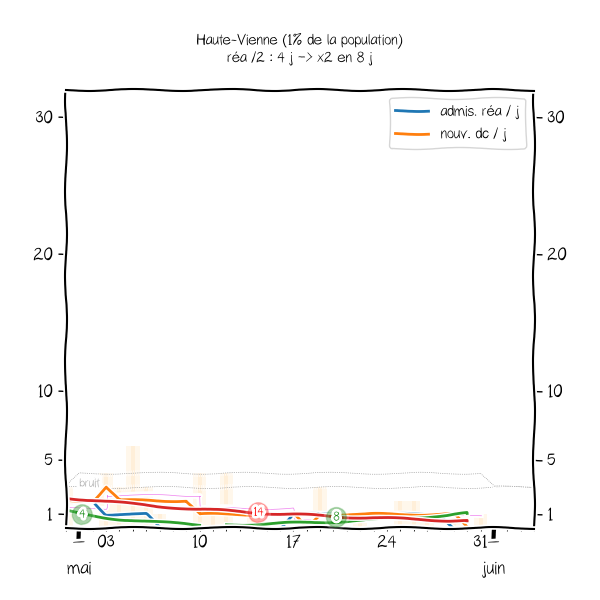 Haute-Vienne (1% de la population)
réa /2 : 4 j -> x2 en 8 j
admis. réa / j
nouv. dc / j
30
30
20
20
10
10
5
5
bruit
1
4
14
8
1
03
10
17
24
31
mai
juin